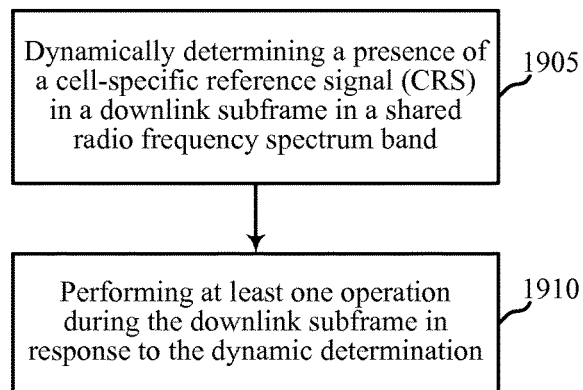 Dynamically determining a presence of
a cell-specific reference signal (CRS)
in a downlink subframe in a shared
radio frequency spectrum band
1905
Performing at least one operation
during the downlink subframe in
response to the dynamic determination
1910